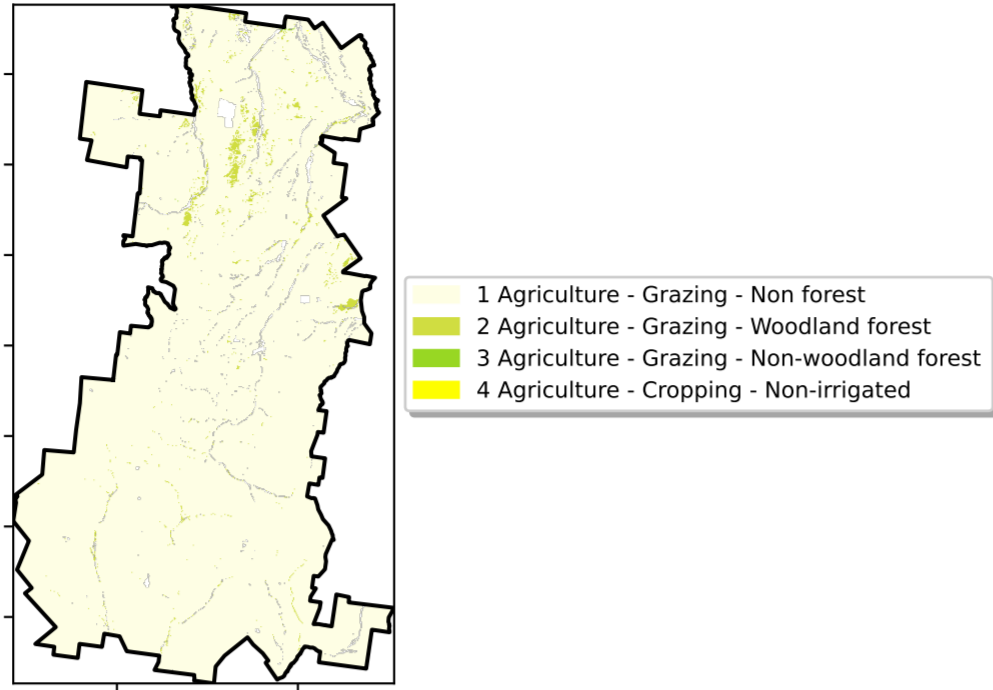 1 Agriculture - Grazing - Non forest
2 Agriculture - Grazing - Woodland forest
3 Agriculture - Grazing - Non-woodland forest
4 Agriculture - Cropping - Non-irrigated